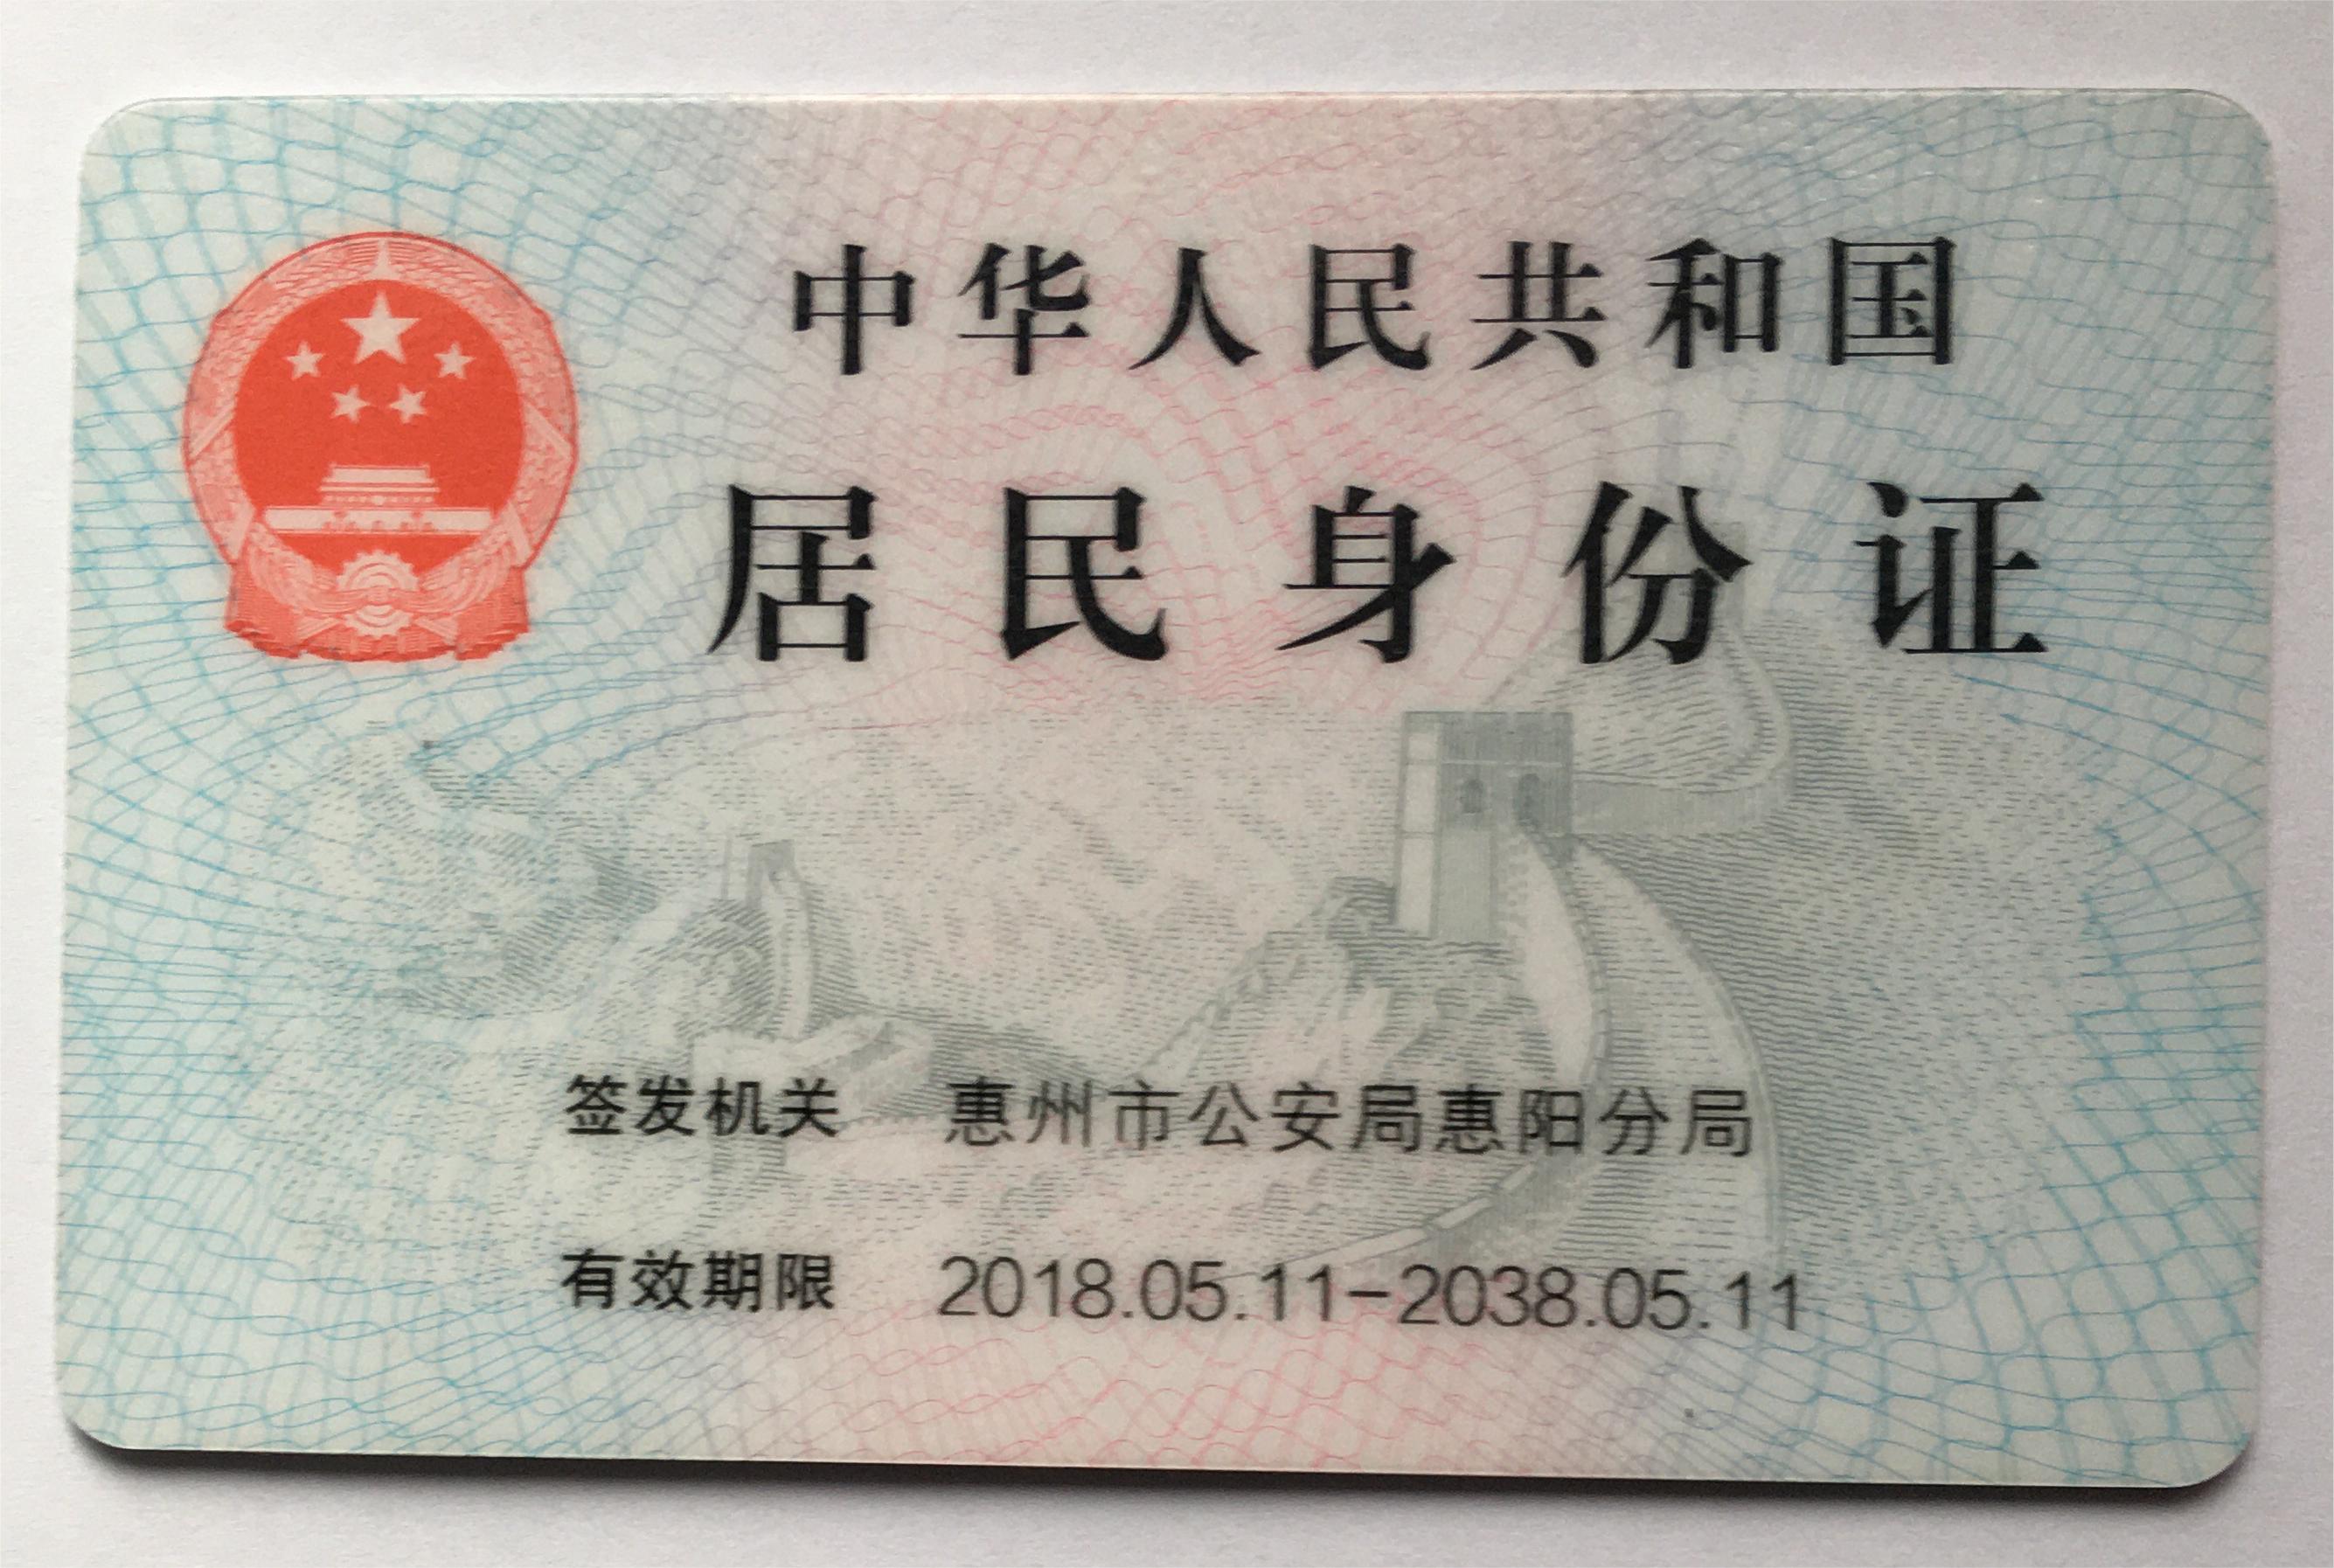 中华人民共和国
居民身份证
签发机关 惠州市公安局惠阳分局
有效期限 2018.05.11-2038.05.11